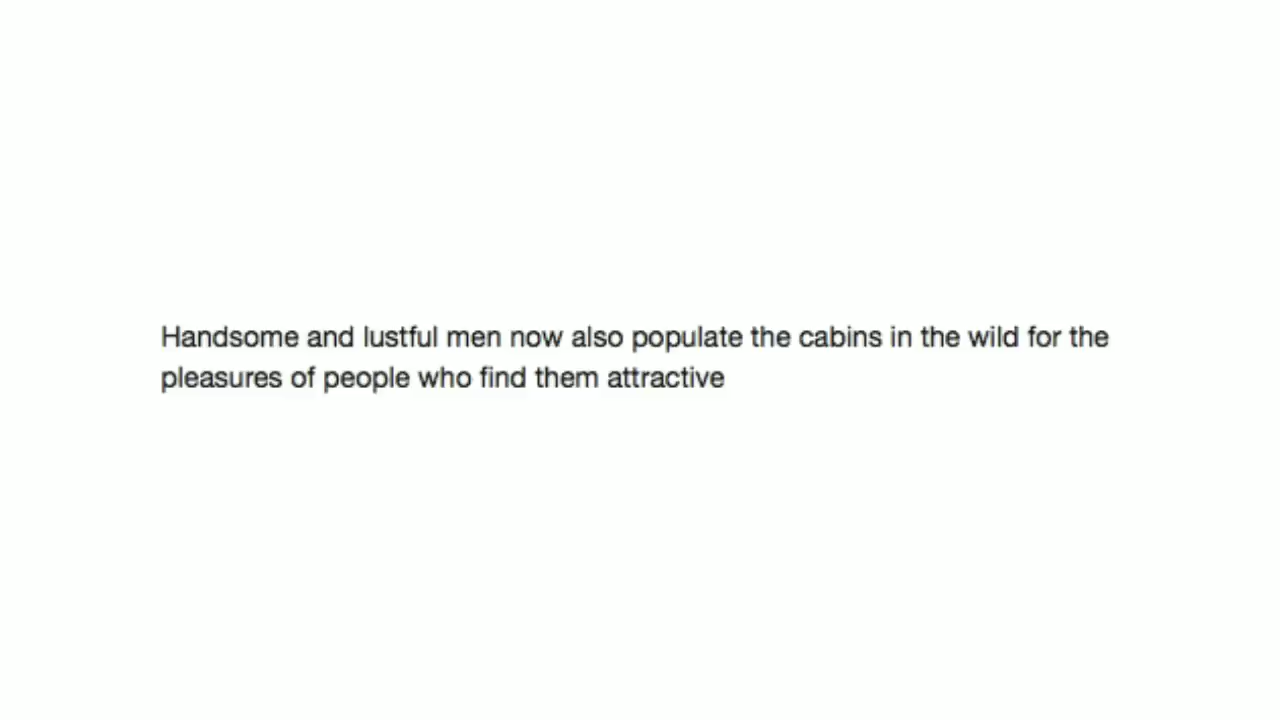 Handsome and lustful men now also populate the cabins in the wild for the
pleasures of people who find them attractive